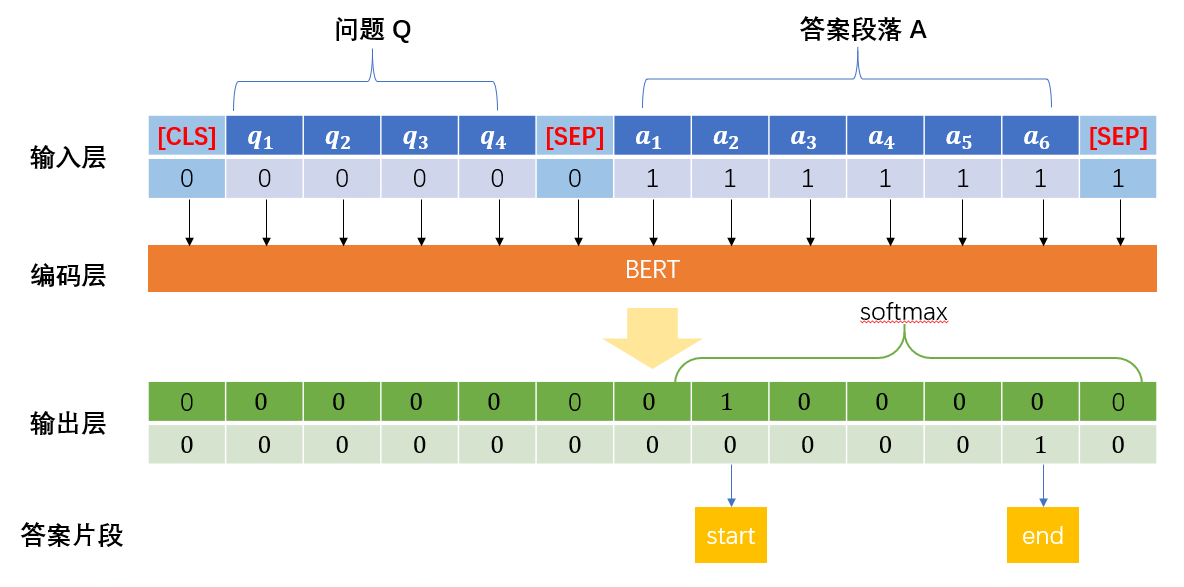 问题 Q 答案段落 A
输入层
[CLS] q1 q2 q3 q4 [SEP] a1 a2 a3 a4 a5 a6 [SEP]
0 0 0 0 0 0 1 1 1 1 1 1 1
编码层 BERT
softmax
输出层
0 0 0 0 0 0 0 1 0 0 0 0 0
0 0 0 0 0 0 0 0 0 0 0 1 0
答案片段 start end